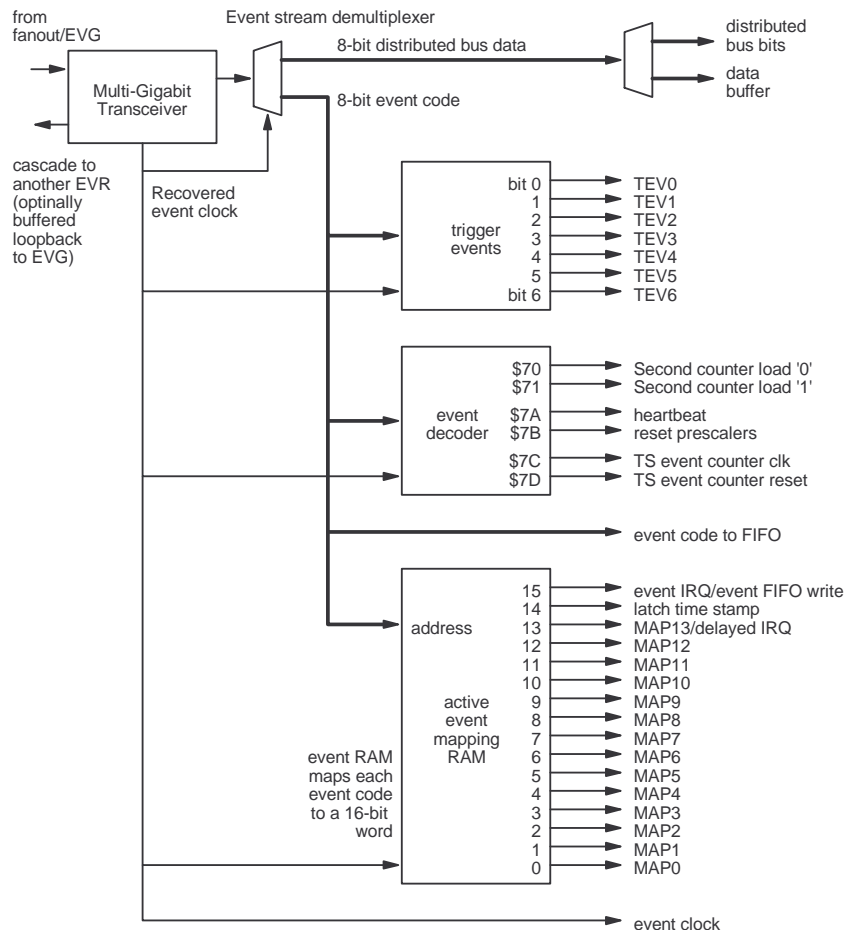 from
fanout/EVG
Event stream demultiplexer
8-bit distributed bus data
distributed
bus bits
Multi-Gigabit
Transceiver
data
buffer
8-bit event code
cascade to
another EVR
(optinally
buffered
loopback
to EVG)
Recovered
event clock
trigger
events
bit 0 TEV0
1 TEV1
2 TEV2
3 TEV3
4 TEV4
5 TEV5
bit 6 TEV6
event
decoder
$70 Second counter load '0'
$71 Second counter load '1'
$7A heartbeat
$7B reset prescalers
$7C TS event counter clk
$7D TS event counter reset
event code to FIFO
address
active
event
mapping
RAM
15 event IRQ/event FIFO write
14 latch time stamp
13 MAP13/delayed IRQ
12 MAP12
11 MAP11
10 MAP10
9 MAP9
8 MAP8
7 MAP7
6 MAP6
5 MAP5
4 MAP4
3 MAP3
2 MAP2
1 MAP1
0 MAP0
event RAM
maps each
event code
to a 16-bit
word
event clock